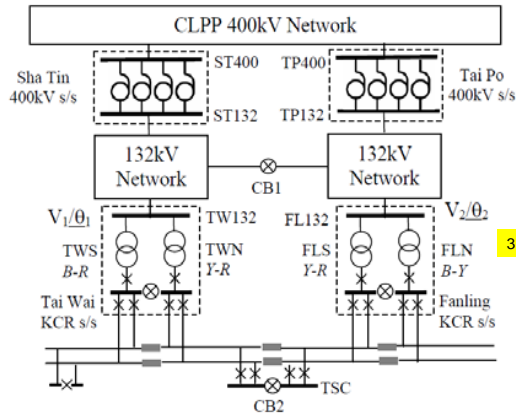 CLPP 400kV Network
Sha Tin
400kV s/s
ST400
ST132
TP400
TP132
Tai Po
400kV s/s
132kV
Network
CB1
132kV
Network
V1/θ1
TW132
TWS
B-R
TWN
Y-R
Tai Wai
KCR s/s
FL132
V2/θ2
FLS
Y-R
FLN
B-Y
Fanling
KCR s/s
3
TSC
CB2